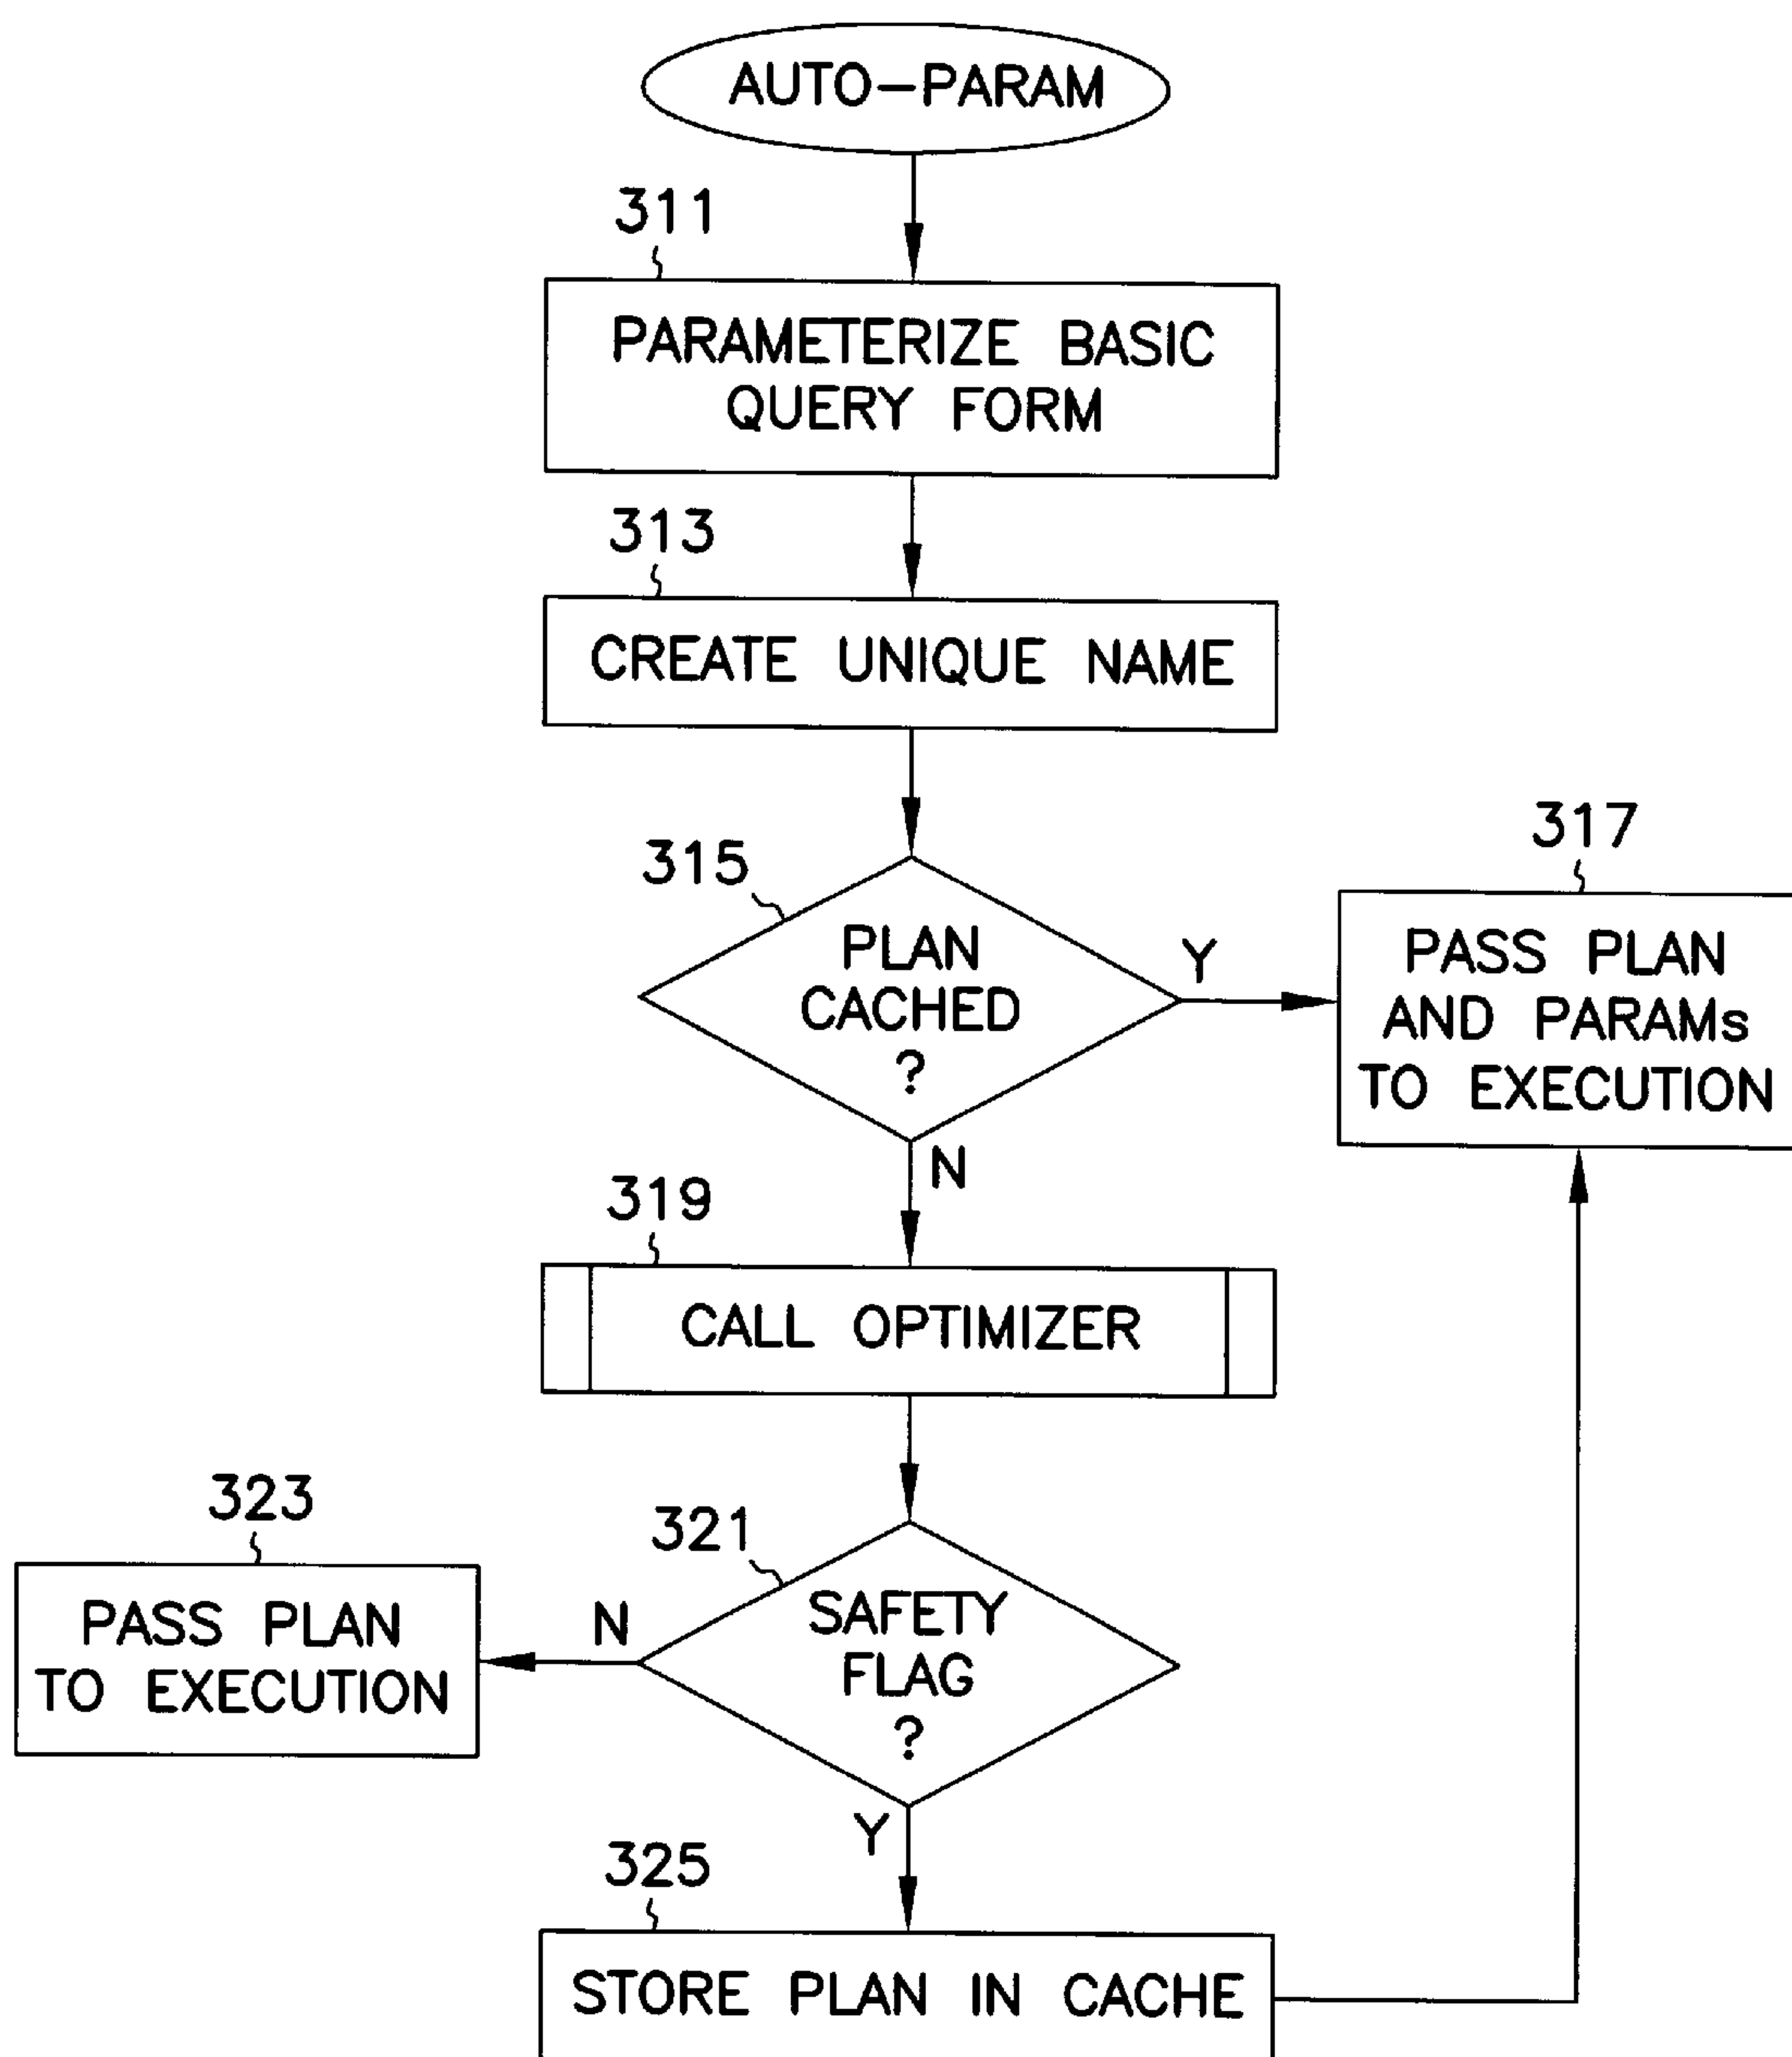 AUTO-PARAM
311
PARAMETERIZE BASIC
QUERY FORM
313
CREATE UNIQUE NAME
315
PLAN
CACHED
?
Y
N
317
PASS PLAN
AND PARAMs
TO EXECUTION
319
CALL OPTIMIZER
321
SAFETY
FLAG
?
N
Y
323
PASS PLAN
TO EXECUTION
325
STORE PLAN IN CACHE